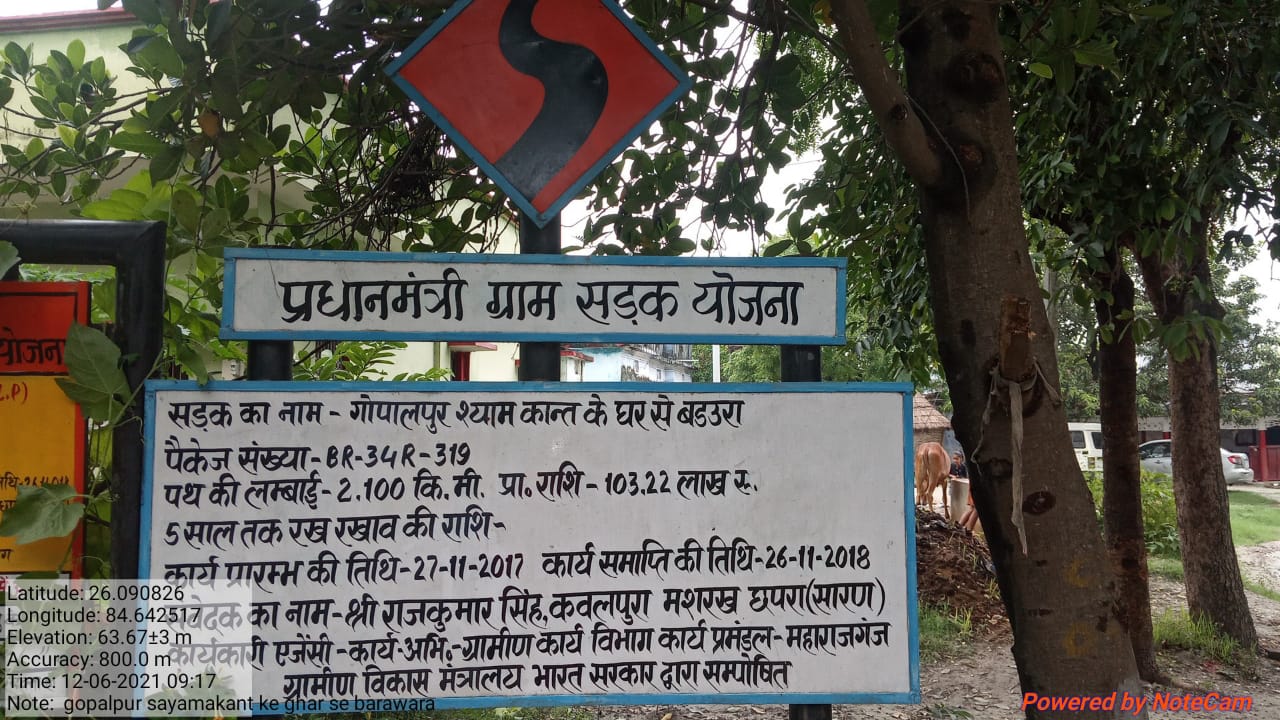 प्रधानमंत्री ग्राम सड़क योजना
सड़क का नाम - गोपालपुर श्याम कान्त के घर से बडउरा
पैकेज संख्या - BR-34R-319
पथ की लम्बाई - 2.100 कि.मी. प्रा. राशि - 103.22 लाख रु.
5 साल तक रख रखाव की राशि -
कार्य प्रारम्भ की तिथि - 27-11-2017 कार्य समाप्ति की तिथि - 26-11-2018
का नाम - श्री राजकुमार सिंह, कवलपुरा मशरख छपरा (सारण)
कार्यकारी एजेंसी - कार्य-अभि.- ग्रामीण कार्य विभाग कार्य प्रमंडल - महाराजगंज
ग्रामीण विकास मंत्रालय भारत सरकार द्वारा सम्पोषित
योजना
Latitude: 26.090826
Longitude: 84.642517
Elevation: 63.67±3 m
Accuracy: 800.0 m
Time: 12-06-2021 09:17
Note: gopalpur sayamakant ke ghar se barawara
Powered by NoteCam